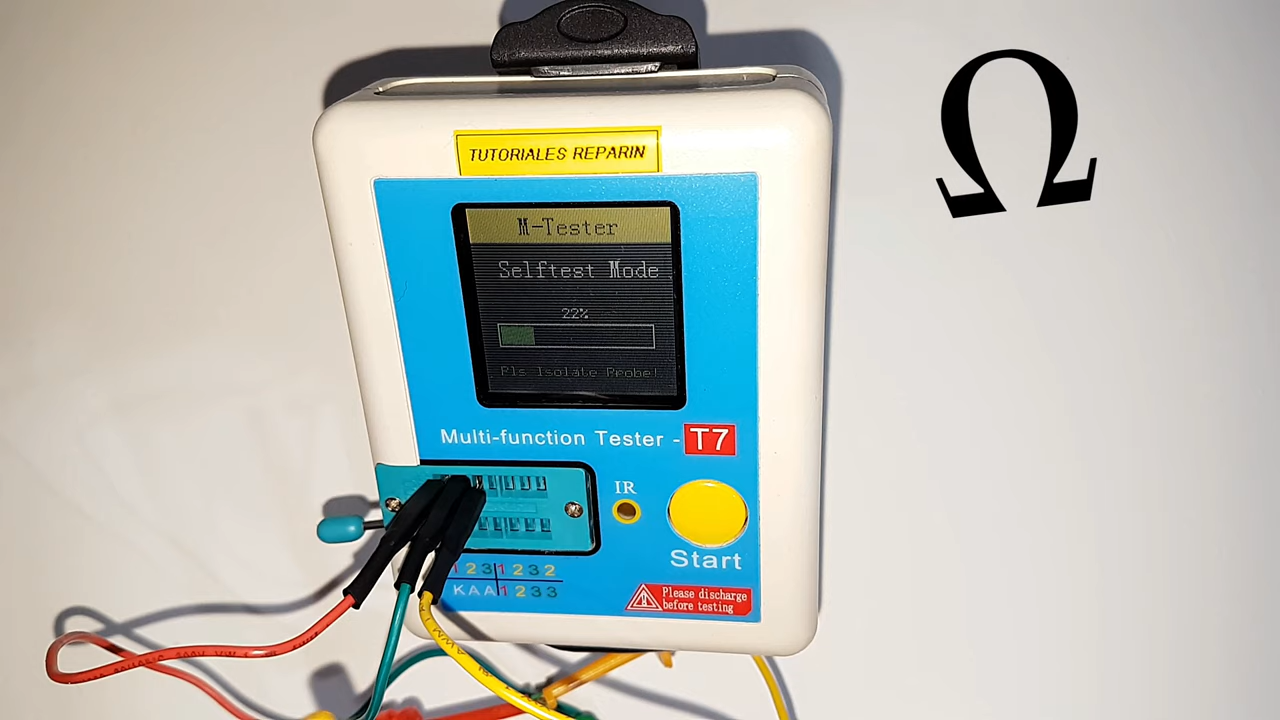 Ω
TUTORIALES REPARIN
M-Tester
Selftest Mode
22%
Pls Isolate Probe!
Multi-function Tester - T7
IR
Start
1 2 3 1 2 3 2
K A A 1 2 3 3
Please discharge
before testing